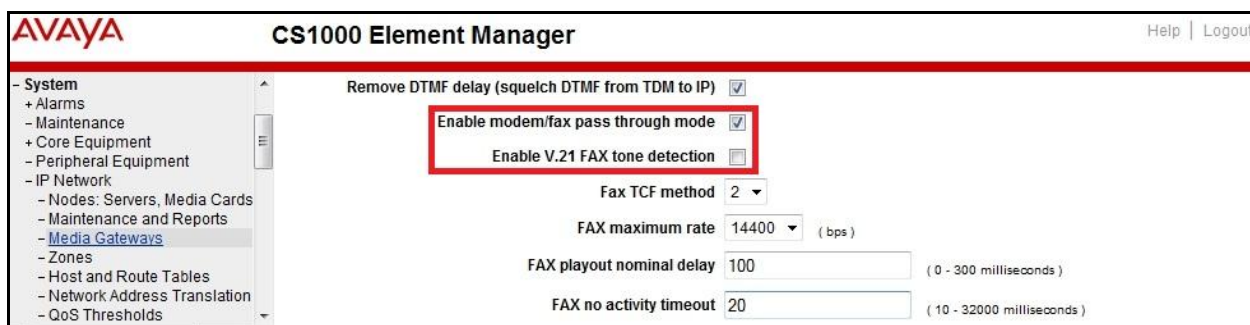 AVAYA
CS1000 Element Manager
Help | Logout
- System
+ Alarms
- Maintenance
+ Core Equipment
- Peripheral Equipment
- IP Network
- Nodes: Servers, Media Cards
- Maintenance and Reports
- Media Gateways
- Zones
- Host and Route Tables
- Network Address Translation
- QoS Thresholds
Remove DTMF delay (squelch DTMF from TDM to IP)
Enable modem/fax pass through mode
Enable V.21 FAX tone detection
Fax TCF method 2
FAX maximum rate 14400 (bps)
FAX playout nominal delay 100 (0 - 300 milliseconds)
FAX no activity timeout 20 (10 - 32000 milliseconds)